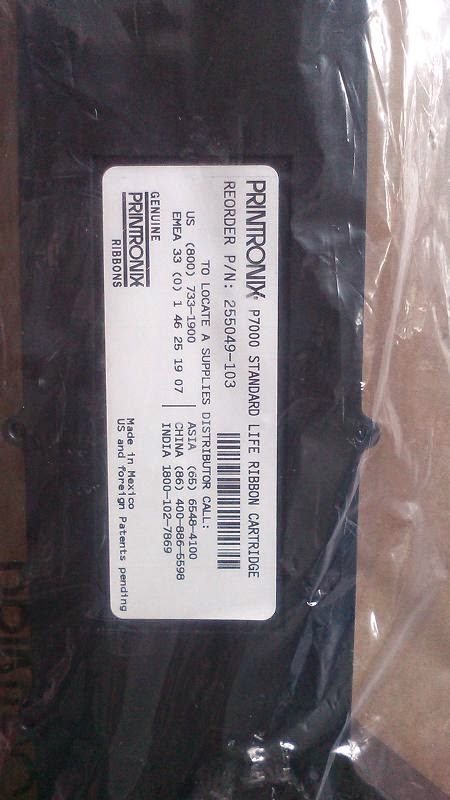 PRINTRONIX P7000 STANDARD LIFE RIBBON CARTRIDGE
REORDER P/N: 255049-103
TO LOCATE A SUPPLIES DISTRIBUTOR CALL:
US (800) 733-1900
EMEA 33 (0) 1 46 25 19 07
ASIA (65) 6548-4100
CHINA (86) 400-886-5598
INDIA 1800-102-7869
GENUINE
PRINTRONIX
RIBBONS
Made in Mexico
US and foreign Patents pending